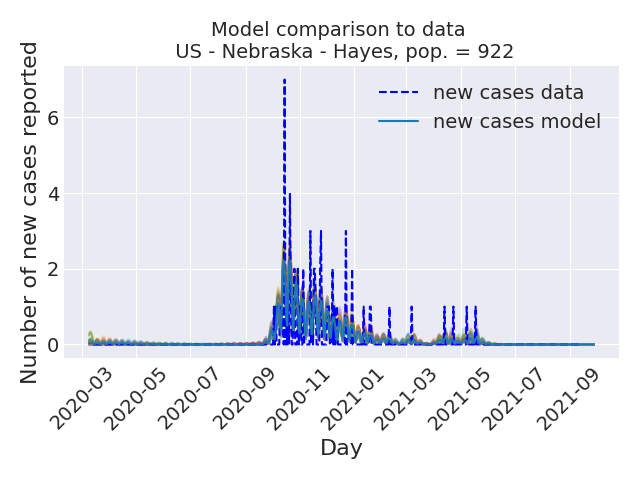 Model comparison to data
US - Nebraska - Hayes, pop. = 922
Number of new cases reported
6
4
2
0
new cases data
new cases model
2020-03
2020-05
2020-07
2020-09
2020-11
2021-01
2021-03
2021-05
2021-07
2021-09
Day